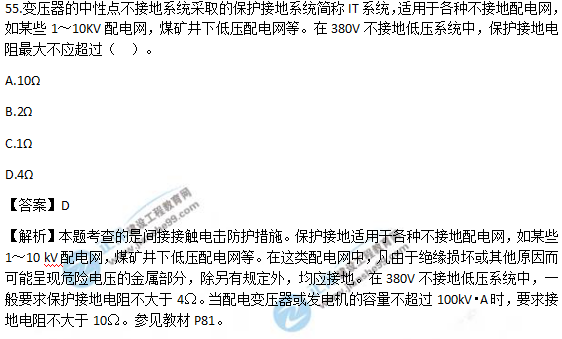 55.变压器的中性点不接地系统采取的保护接地系统简称 IT 系统,适用于各种不接地配电网,
如某些 1～10KV 配电网,煤矿井下低压配电网等。在 380V 不接地低压系统中,保护接地电
阻最大不应超过（ ）。
A.10Ω
B.2Ω
C.1Ω
D.4Ω
【答案】D
【解析】本题考查的是间接接触电击防护措施。保护接地适用于各种不接地配电网,如某些
1～10 kV 配电网,煤矿井下低压配电网等。在这类配电网中,凡由于绝缘损坏或其他原因而
可能呈现危险电压的金属部分，除另有规定外，均应接地。在 380V 不接地低压系统中，一
般要求保护接地电阻不大于 4Ω。当配电变压器或发电机的容量不超过 100kV•A 时,要求接
地电阻不大于 10Ω。参见教材 P81。
建设工程教育网